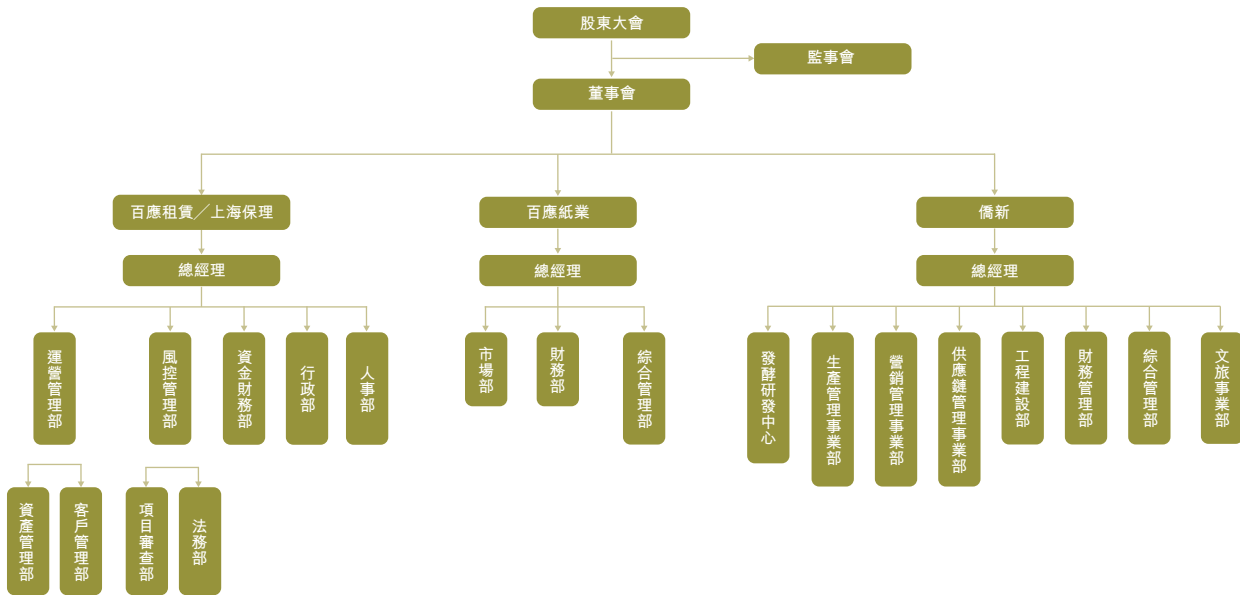 股東大會
監事會
董事會
百應租賃╱上海保理
百應紙業
僑新
總經理
總經理
總經理
運營管理部
風控管理部
資金財務部
行政部
人事部
市場部
財務部
綜合管理部
發酵研發中心
生產管理事業部
營銷管理事業部
供應鏈管理事業部
工程建設部
財務管理部
綜合管理部
文旅事業部
資產管理部
客戶管理部
項目審查部
法務部